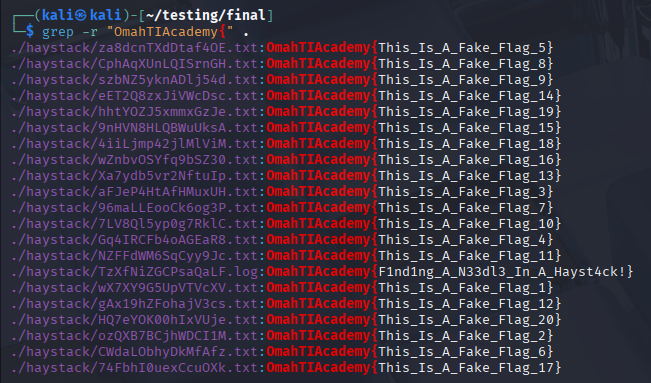 ┌──(kali㉿kali)-[~/testing/final]
└─$ grep -r "OmahTIAcademy{" .
./haystack/za8dcnTXdDtaf4OE.txt:OmahTIAcademy{This_Is_A_Fake_Flag_5}
./haystack/CphAqXUnLQISrnGH.txt:OmahTIAcademy{This_Is_A_Fake_Flag_8}
./haystack/szbNZ5yknADlj54d.txt:OmahTIAcademy{This_Is_A_Fake_Flag_9}
./haystack/eET2Q8zxJiVWcDsc.txt:OmahTIAcademy{This_Is_A_Fake_Flag_14}
./haystack/hhtYOZJ5xmmxGzJe.txt:OmahTIAcademy{This_Is_A_Fake_Flag_19}
./haystack/9nHVN8HLQBWuUksA.txt:OmahTIAcademy{This_Is_A_Fake_Flag_15}
./haystack/4iiLjmp42jlMlViM.txt:OmahTIAcademy{This_Is_A_Fake_Flag_18}
./haystack/wZnbvOSYfq9bSZ30.txt:OmahTIAcademy{This_Is_A_Fake_Flag_16}
./haystack/Xa7ydb5vr2NftuIp.txt:OmahTIAcademy{This_Is_A_Fake_Flag_13}
./haystack/aFJeP4HtAfHMuxUH.txt:OmahTIAcademy{This_Is_A_Fake_Flag_3}
./haystack/96maLLEooCk6og3P.txt:OmahTIAcademy{This_Is_A_Fake_Flag_7}
./haystack/7LV8Ql5yp0g7RklC.txt:OmahTIAcademy{This_Is_A_Fake_Flag_10}
./haystack/Gq4IRCFb4oAGEaR8.txt:OmahTIAcademy{This_Is_A_Fake_Flag_4}
./haystack/NZFFdWM6SqCyy9Jc.txt:OmahTIAcademy{This_Is_A_Fake_Flag_11}
./haystack/TzXfNiZGCPsaQaLF.log:OmahTIAcademy{F1nd1ng_A_N33dl3_In_A_Hayst4ck!}
./haystack/wX7XY9G5UpVTVcXV.txt:OmahTIAcademy{This_Is_A_Fake_Flag_1}
./haystack/gAx19hZFohajV3cs.txt:OmahTIAcademy{This_Is_A_Fake_Flag_12}
./haystack/HQ7eYOK00hIxVUje.txt:OmahTIAcademy{This_Is_A_Fake_Flag_20}
./haystack/ozQXB7BCjhWDCI1M.txt:OmahTIAcademy{This_Is_A_Fake_Flag_2}
./haystack/CWdaLObhyDkMfAfz.txt:OmahTIAcademy{This_Is_A_Fake_Flag_6}
./haystack/74FbhI0uexCcuOXk.txt:OmahTIAcademy{This_Is_A_Fake_Flag_17}